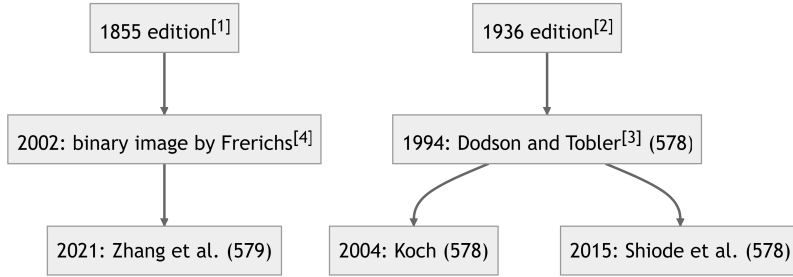 1855 edition[1]
1936 edition[2]
2002: binary image by Frerichs[4]
1994: Dodson and Tobler[3] (578)
2021: Zhang et al. (579)
2004: Koch (578)
2015: Shiode et al. (578)